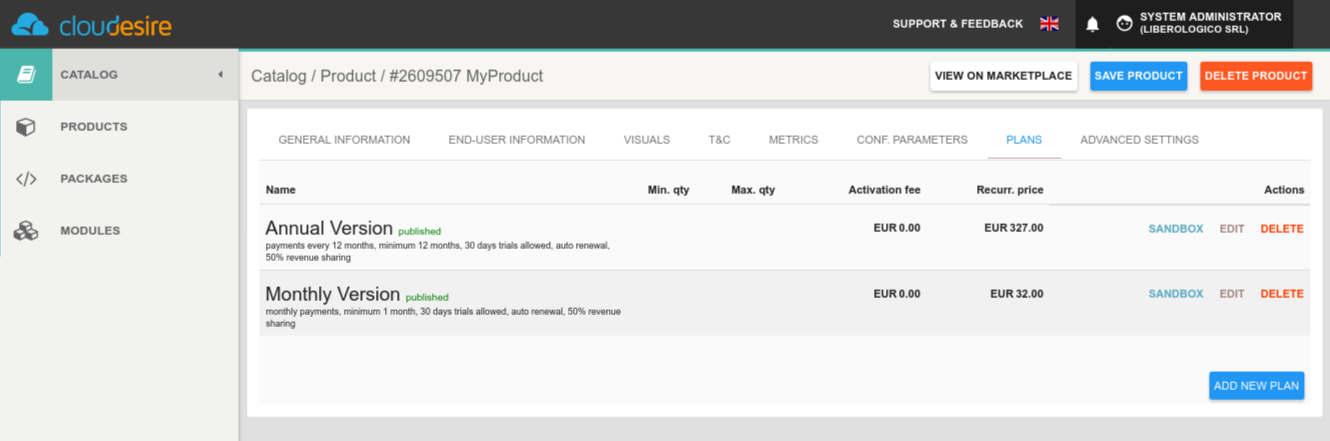 cloudesire
SUPPORT & FEEDBACK
SYSTEM ADMINISTRATOR
(LIBEROLOGICO SRL)
CATALOG
Catalog / Product / #2609507 MyProduct
VIEW ON MARKETPLACE
SAVE PRODUCT
DELETE PRODUCT
PRODUCTS
PACKAGES
MODULES
GENERAL INFORMATION END-USER INFORMATION VISUALS T&C METRICS CONF. PARAMETERS PLANS ADVANCED SETTINGS
Name Min. qty Max. qty Activation fee Recurr. price Actions
Annual Version published EUR 0.00 EUR 327.00 SANDBOX EDIT DELETE
payments every 12 months, minimum 12 months, 30 days trials allowed, auto renewal,
50% revenue sharing
Monthly Version published EUR 0.00 EUR 32.00 SANDBOX EDIT DELETE
monthly payments, minimum 1 month, 30 days trials allowed, auto renewal, 50% revenue
sharing
ADD NEW PLAN